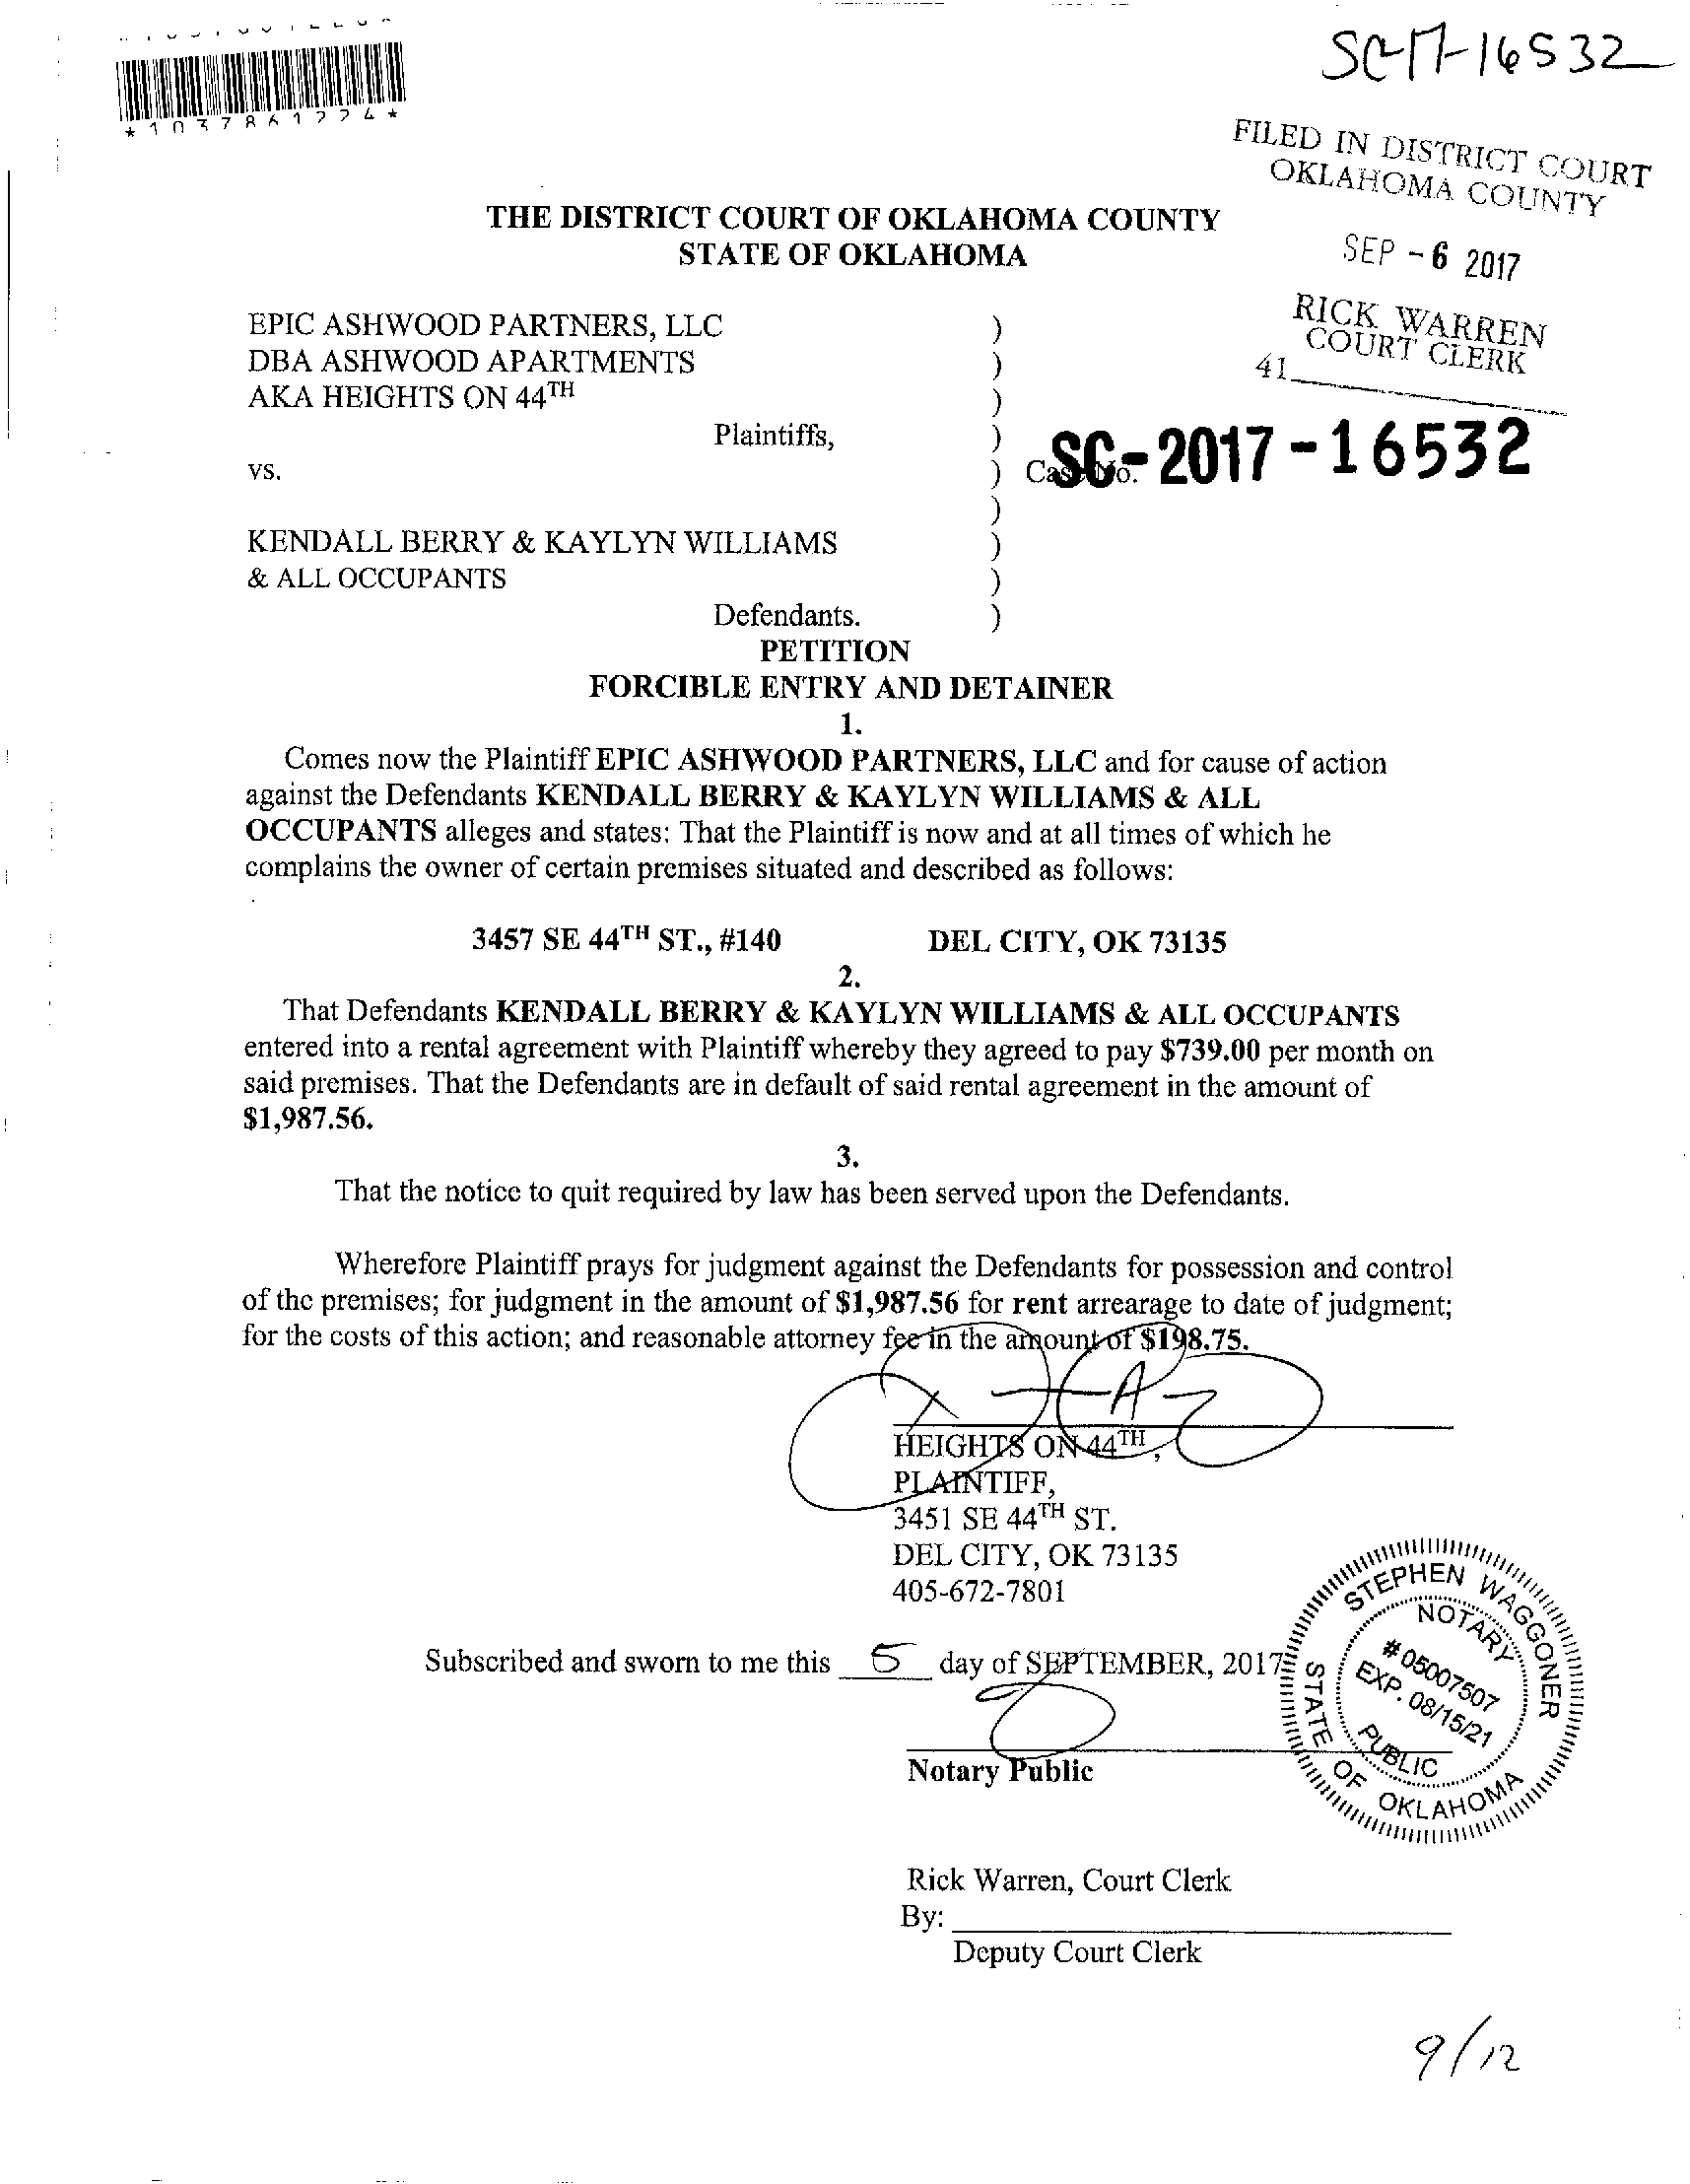 SC-17-16532
*1037861224*
FILED IN DISTRICT COURT
OKLAHOMA COUNTY
SEP - 6 2017
RICK WARREN
COURT CLERK
41
THE DISTRICT COURT OF OKLAHOMA COUNTY
STATE OF OKLAHOMA
EPIC ASHWOOD PARTNERS, LLC )
DBA ASHWOOD APARTMENTS )
AKA HEIGHTS ON 44TH )
Plaintiffs, )
vs. ) Case No. SC-2017-16532
)
KENDALL BERRY & KAYLYN WILLIAMS )
& ALL OCCUPANTS )
Defendants. )
PETITION
FORCIBLE ENTRY AND DETAINER
1.
Comes now the Plaintiff EPIC ASHWOOD PARTNERS, LLC and for cause of action
against the Defendants KENDALL BERRY & KAYLYN WILLIAMS & ALL
OCCUPANTS alleges and states: That the Plaintiff is now and at all times of which he
complains the owner of certain premises situated and described as follows:
3457 SE 44TH ST., #140 DEL CITY, OK 73135
2.
That Defendants KENDALL BERRY & KAYLYN WILLIAMS & ALL OCCUPANTS
entered into a rental agreement with Plaintiff whereby they agreed to pay $739.00 per month on
said premises. That the Defendants are in default of said rental agreement in the amount of
$1,987.56.
3.
That the notice to quit required by law has been served upon the Defendants.
Wherefore Plaintiff prays for judgment against the Defendants for possession and control
of the premises; for judgment in the amount of $1,987.56 for rent arrearage to date of judgment;
for the costs of this action; and reasonable attorney fee in the amount of $198.75.
HEIGHTS ON 44TH,
PLAINTIFF,
3451 SE 44TH ST.
DEL CITY, OK 73135
405-672-7801
Subscribed and sworn to me this 5 day of SEPTEMBER, 2017
Notary Public
STEPHEN WAGGONER
NOTARY
# 05007507
EXP. 08/15/21
PUBLIC
STATE OF OKLAHOMA
Rick Warren, Court Clerk
By:
Deputy Court Clerk
9/12